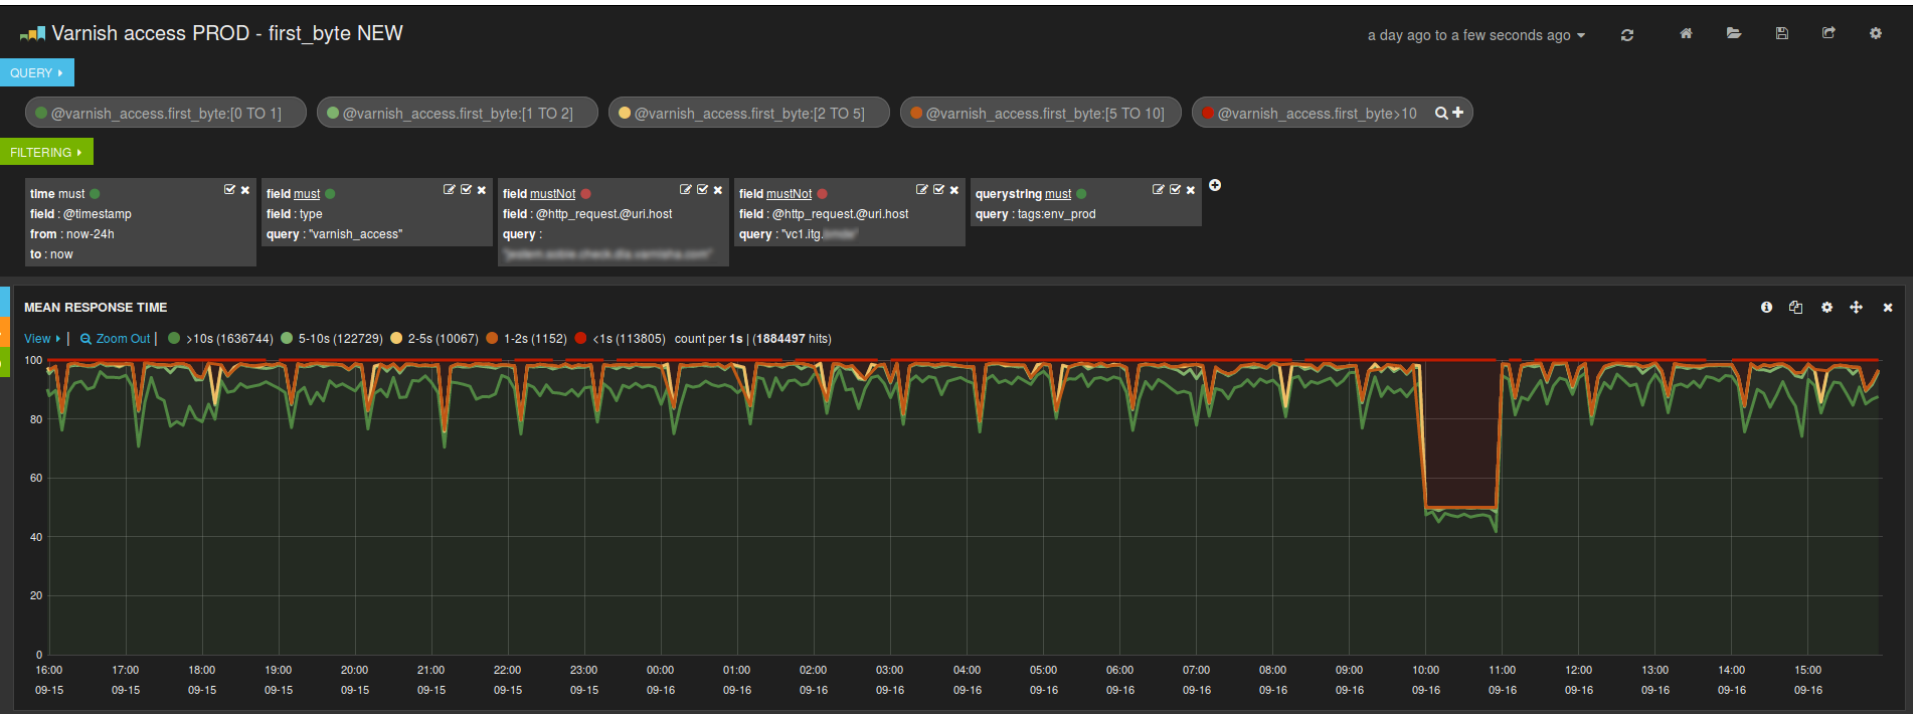 Varnish access PROD - first_byte NEW
a day ago to a few seconds ago
QUERY
@varnish_access.first_byte:[0 TO 1]
@varnish_access.first_byte:[1 TO 2]
@varnish_access.first_byte:[2 TO 5]
@varnish_access.first_byte:[5 TO 10]
@varnish_access.first_byte>10
FILTERING
time must
field : @timestamp
from : now-24h
to : now
field must
field : type
query : "varnish_access"
field mustNot
field : @http_request.@uri.host
query :
field mustNot
field : @http_request.@uri.host
query : "vc1.itg.
querystring must
query : tags:env_prod
MEAN RESPONSE TIME
View | Zoom Out | >10s (1636744) 5-10s (122729) 2-5s (10067) 1-2s (1152) <1s (113805) count per 1s | (1884497 hits)
100
80
60
40
20
0
16:00 17:00 18:00 19:00 20:00 21:00 22:00 23:00 00:00 01:00 02:00 03:00 04:00 05:00 06:00 07:00 08:00 09:00 10:00 11:00 12:00 13:00 14:00 15:00
09-15 09-15 09-15 09-15 09-15 09-15 09-15 09-15 09-16 09-16 09-16 09-16 09-16 09-16 09-16 09-16 09-16 09-16 09-16 09-16 09-16 09-16 09-16 09-16